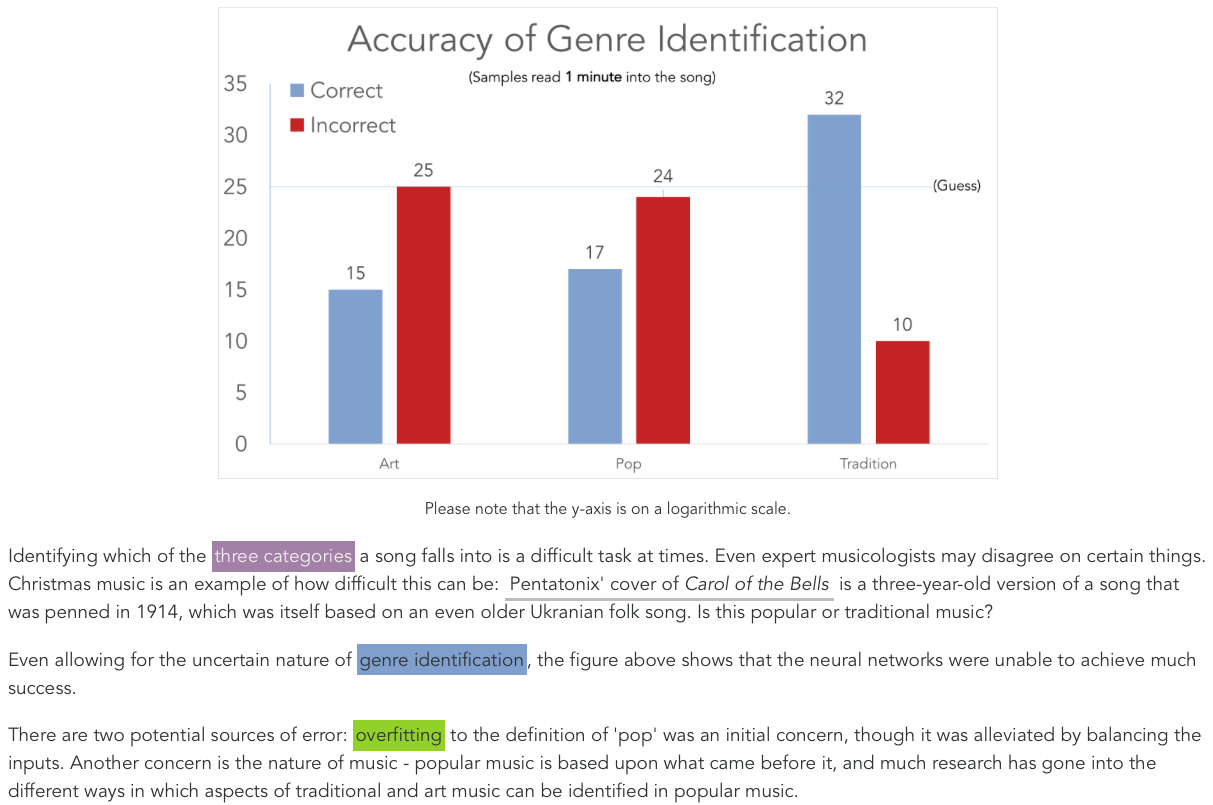 Accuracy of Genre Identification
(Samples read 1 minute into the song)
Correct
Incorrect
35
30
25
20
15
10
5
0
15
25
17
24
32
10
(Guess)
Art
Pop
Tradition
Please note that the y-axis is on a logarithmic scale.
Identifying which of the three categories a song falls into is a difficult task at times. Even expert musicologists may disagree on certain things.
Christmas music is an example of how difficult this can be: Pentatonix' cover of Carol of the Bells is a three-year-old version of a song that
was penned in 1914, which was itself based on an even older Ukranian folk song. Is this popular or traditional music?
Even allowing for the uncertain nature of genre identification, the figure above shows that the neural networks were unable to achieve much
success.
There are two potential sources of error: overfitting to the definition of 'pop' was an initial concern, though it was alleviated by balancing the
inputs. Another concern is the nature of music - popular music is based upon what came before it, and much research has gone into the
different ways in which aspects of traditional and art music can be identified in popular music.